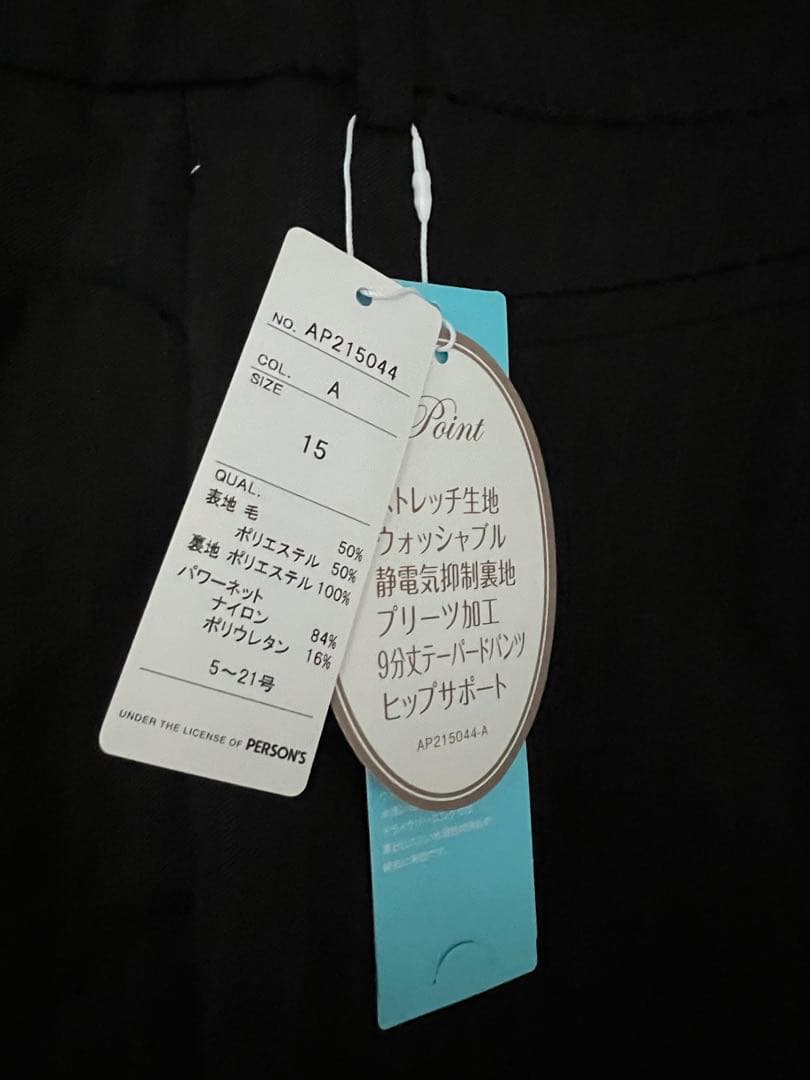 NO. AP215044
COL. A
SIZE
15
QUAL.
表地 毛 50%
ポリエステル 50%
裏地 ポリエステル 100%
パワーネット
ナイロン 84%
ポリウレタン 16%
5～21号
UNDER THE LICENSE OF PERSON'S
Point
トレッチ生地
ウォッシャブル
静電気抑制裏地
プリーツ加工
9分丈テーパードパンツ
ヒップサポート
AP215044-A